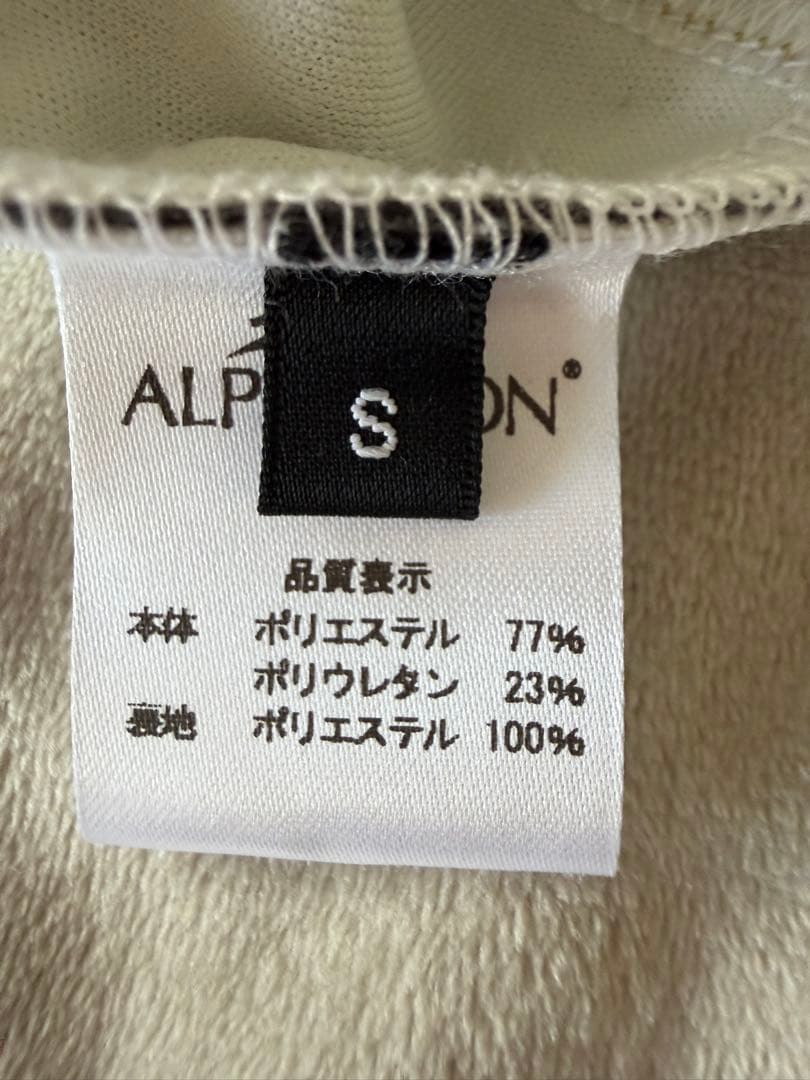 ALP
ON®
S
品質表示
本体 ポリエステル 77%
ポリウレタン 23%
裏地 ポリエステル 100%